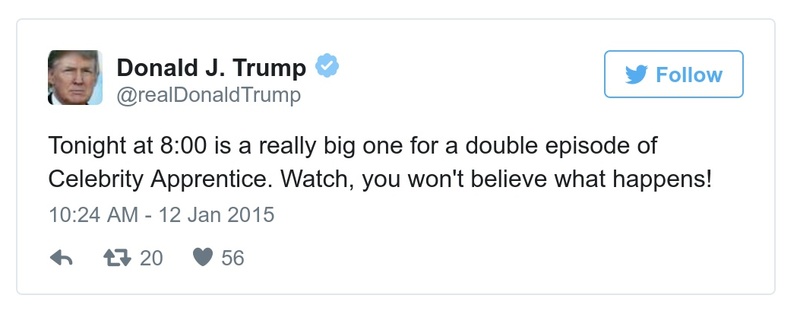 Donald J. Trump
@realDonaldTrump
Follow
Tonight at 8:00 is a really big one for a double episode of
Celebrity Apprentice. Watch, you won't believe what happens!
10:24 AM - 12 Jan 2015
20 56